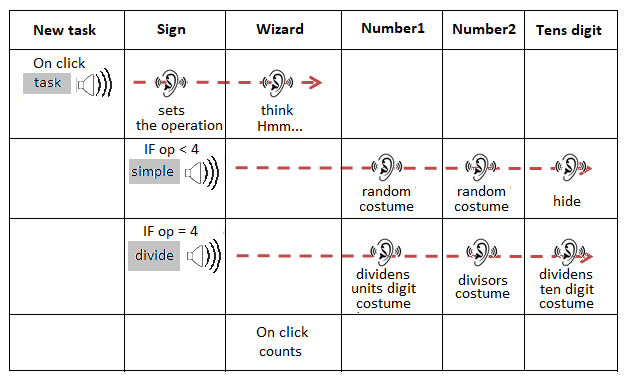 New task Sign Wizard Number1 Number2 Tens digit
On click
task
sets
the operation
think
Hmm...
IF op < 4
simple
random
costume
random
costume
hide
IF op = 4
divide
dividens
units digit
costume
divisors
costume
dividens
ten digit
costume
On click
counts